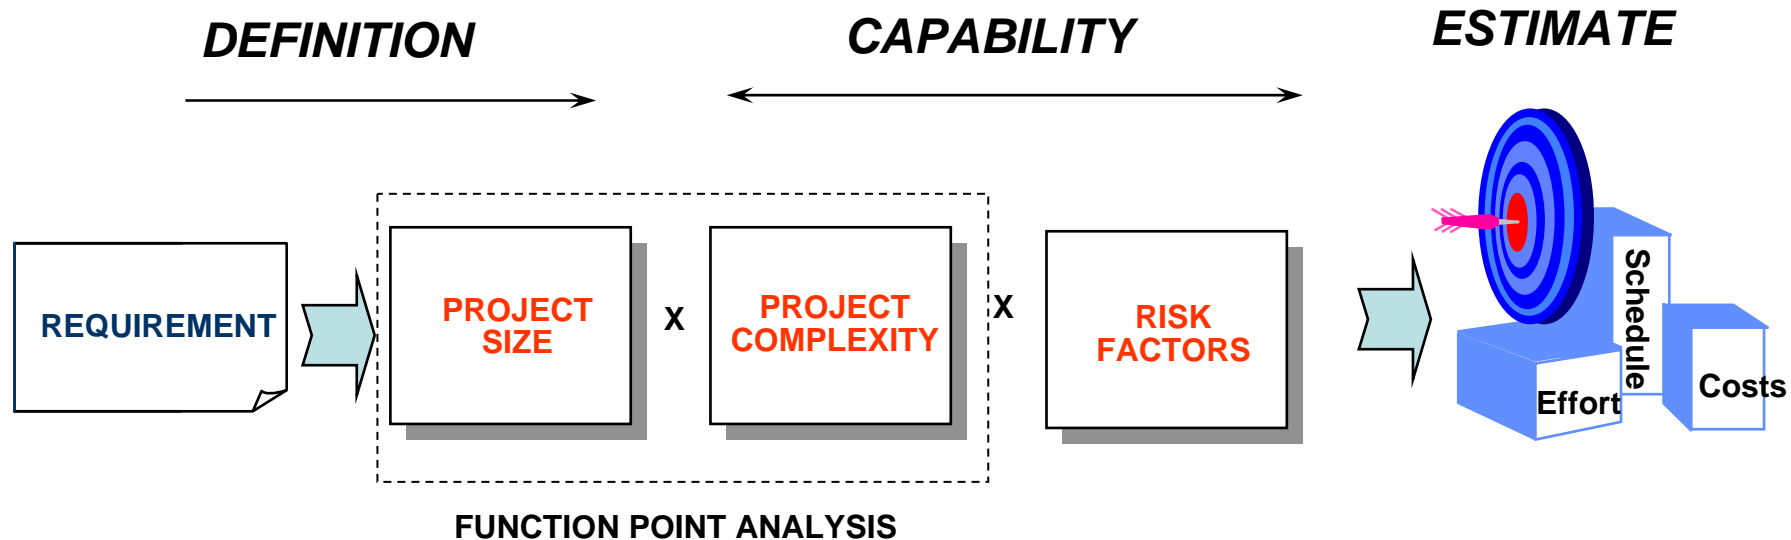 DEFINITION
CAPABILITY
ESTIMATE
REQUIREMENT
PROJECT
SIZE
X
PROJECT
COMPLEXITY
X
RISK
FACTORS
Schedule
Effort
Costs
FUNCTION POINT ANALYSIS